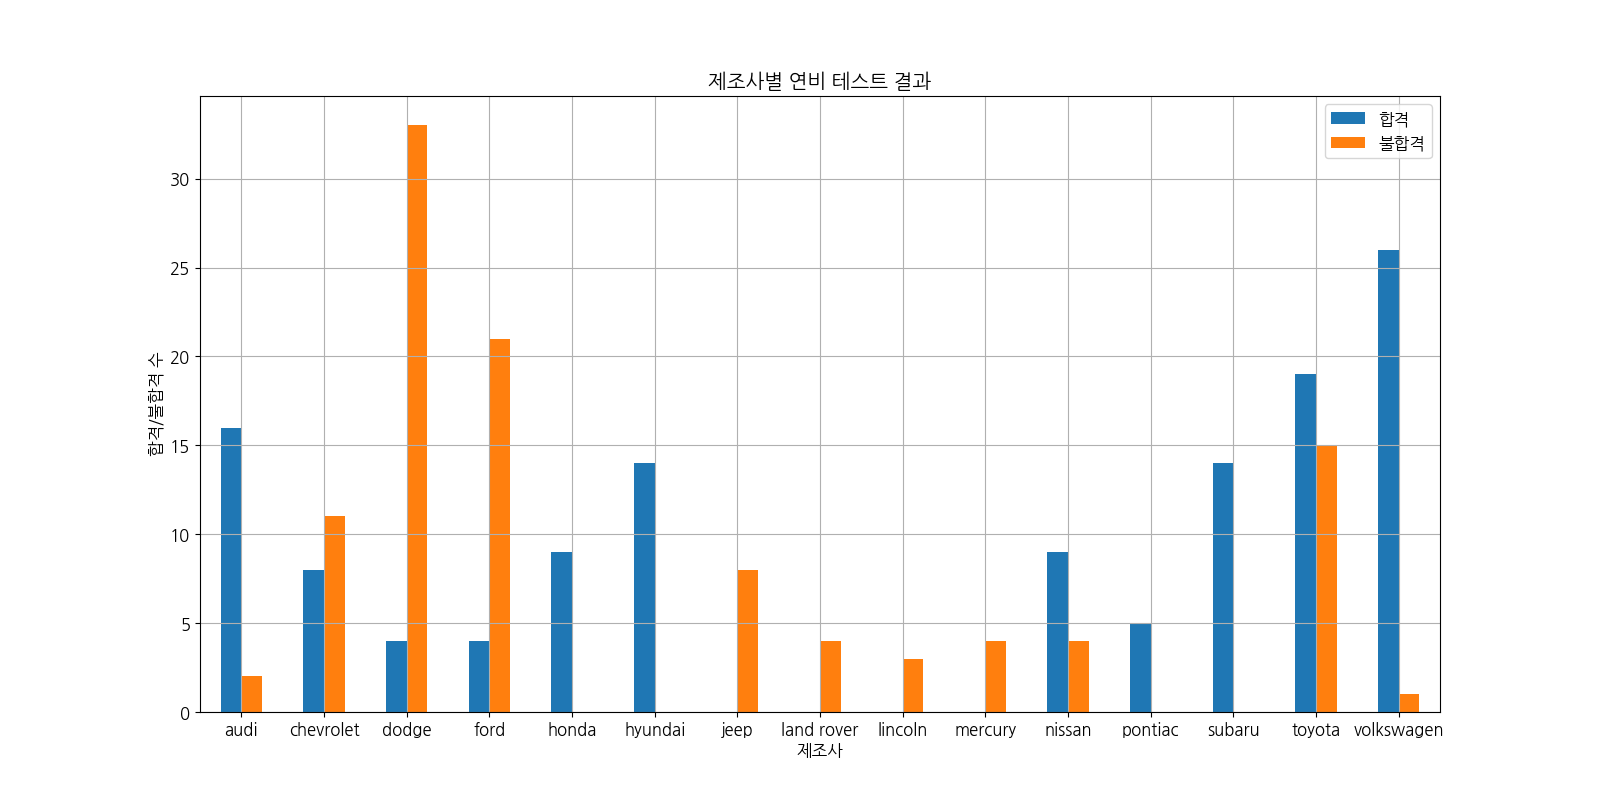 제조사별 연비 테스트 결과
합격
불합격
합격/불합격 수
30
25
20
15
10
5
0
audi chevrolet dodge ford honda hyundai jeep land rover lincoln mercury nissan pontiac subaru toyota volkswagen
제조사